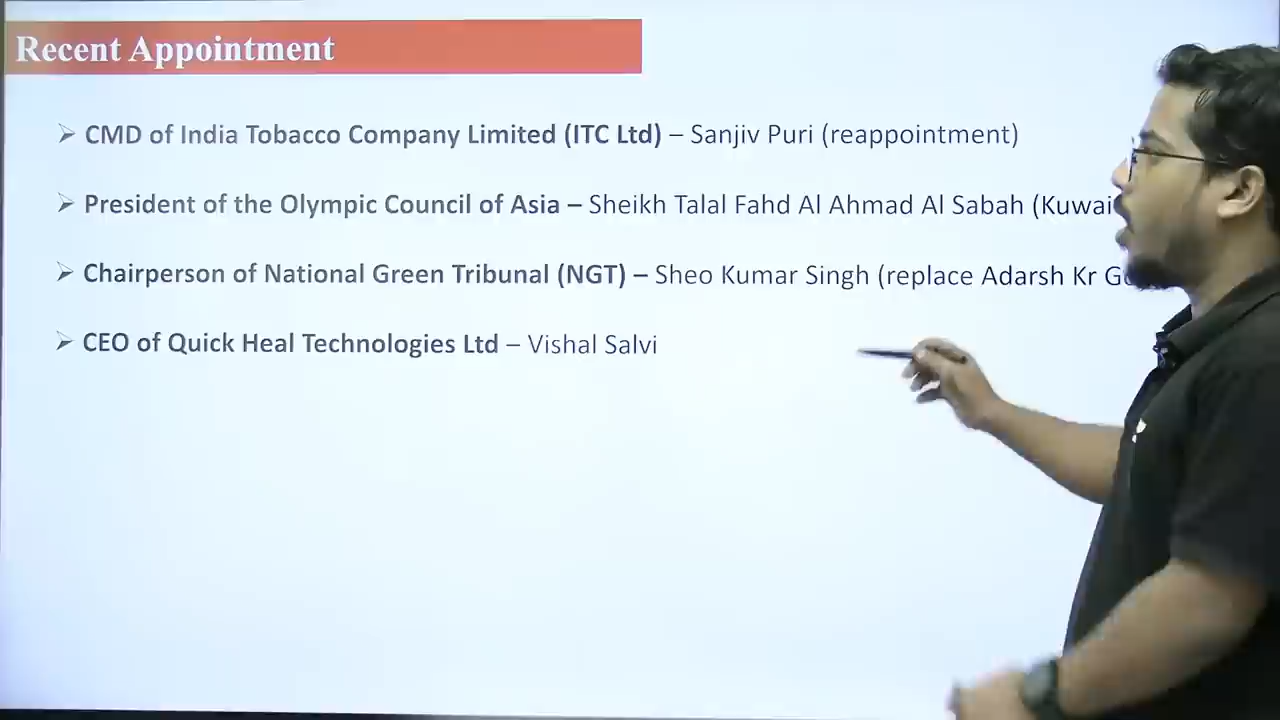 Recent Appointment
➢ CMD of India Tobacco Company Limited (ITC Ltd) – Sanjiv Puri (reappointment)
➢ President of the Olympic Council of Asia – Sheikh Talal Fahd Al Ahmad Al Sabah
➢ Chairperson of National Green Tribunal (NGT) – Sheo Kumar Singh (replace Adarsh Kr
➢ CEO of Quick Heal Technologies Ltd – Vishal Salvi